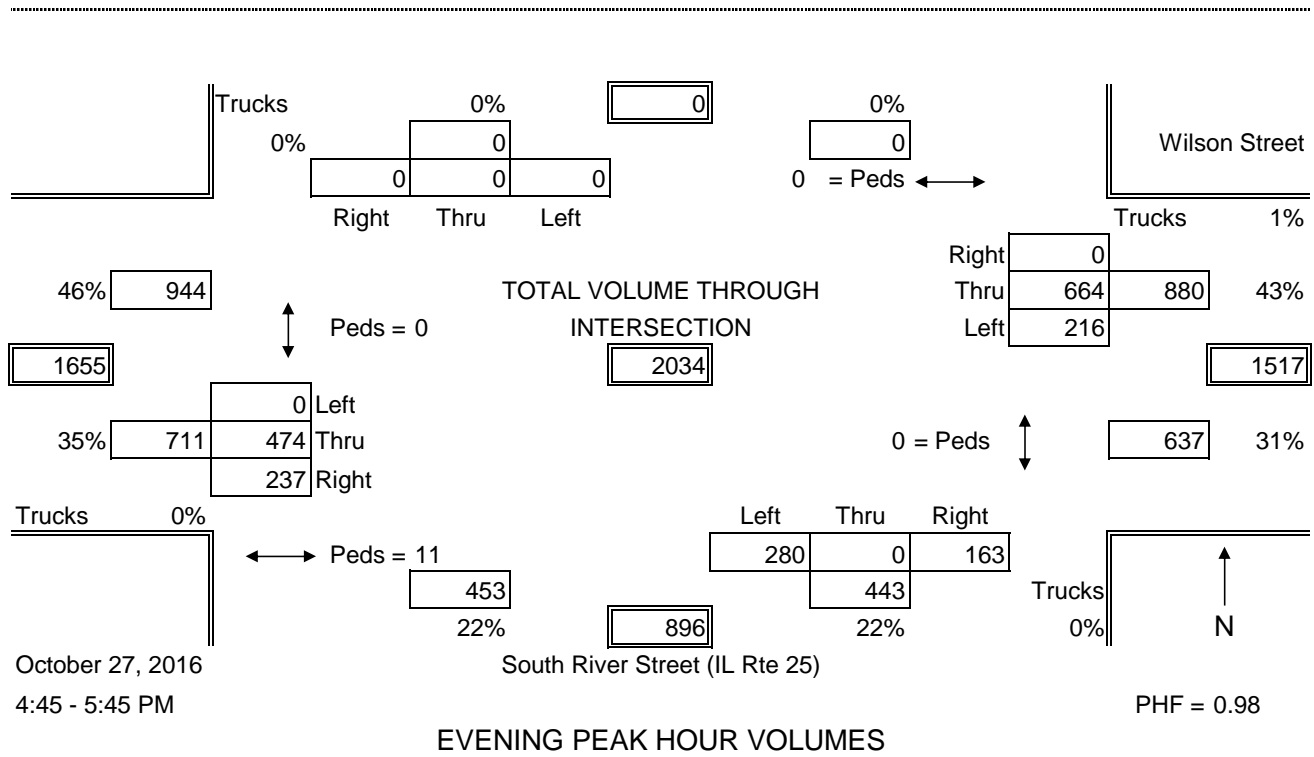 Trucks 0% 0 0%
0% 0 0 Wilson Street
0 0 0 0 = Peds
Right Thru Left Trucks 1%
Right 0
46% 944 TOTAL VOLUME THROUGH Thru 664 880 43%
Peds = 0 INTERSECTION Left 216
1655 2034 1517
0 Left
35% 711 474 Thru 0 = Peds 637 31%
237 Right
Trucks 0% Left Thru Right
Peds = 11 280 0 163
453 443 Trucks
22% 896 22% 0% N
October 27, 2016 South River Street (IL Rte 25)
4:45 - 5:45 PM PHF = 0.98
EVENING PEAK HOUR VOLUMES